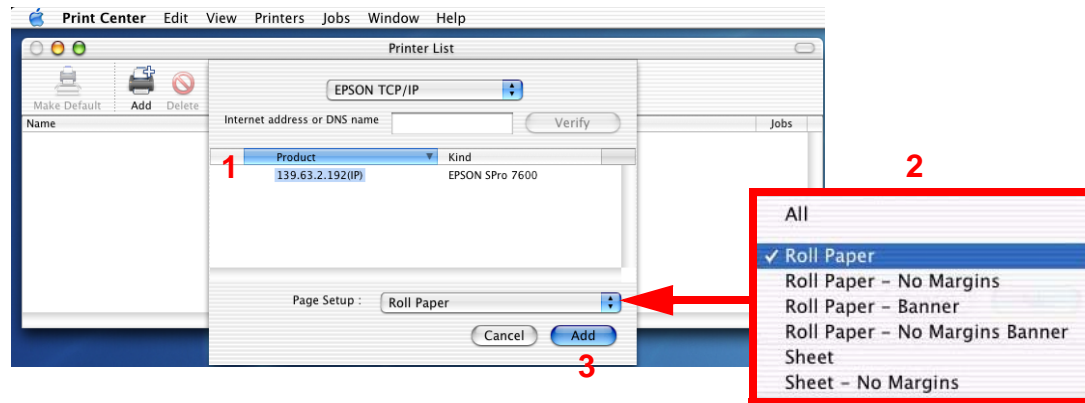 Print Center Edit View Printers Jobs Window Help
Printer List
Make Default Add Delete
EPSON TCP/IP
Internet address or DNS name Verify
Name Jobs
Product Kind
1
139.63.2.192(IP) EPSON SPro 7600
Page Setup : Roll Paper
Cancel Add
3
2
All
✓ Roll Paper
Roll Paper – No Margins
Roll Paper – Banner
Roll Paper – No Margins Banner
Sheet
Sheet – No Margins